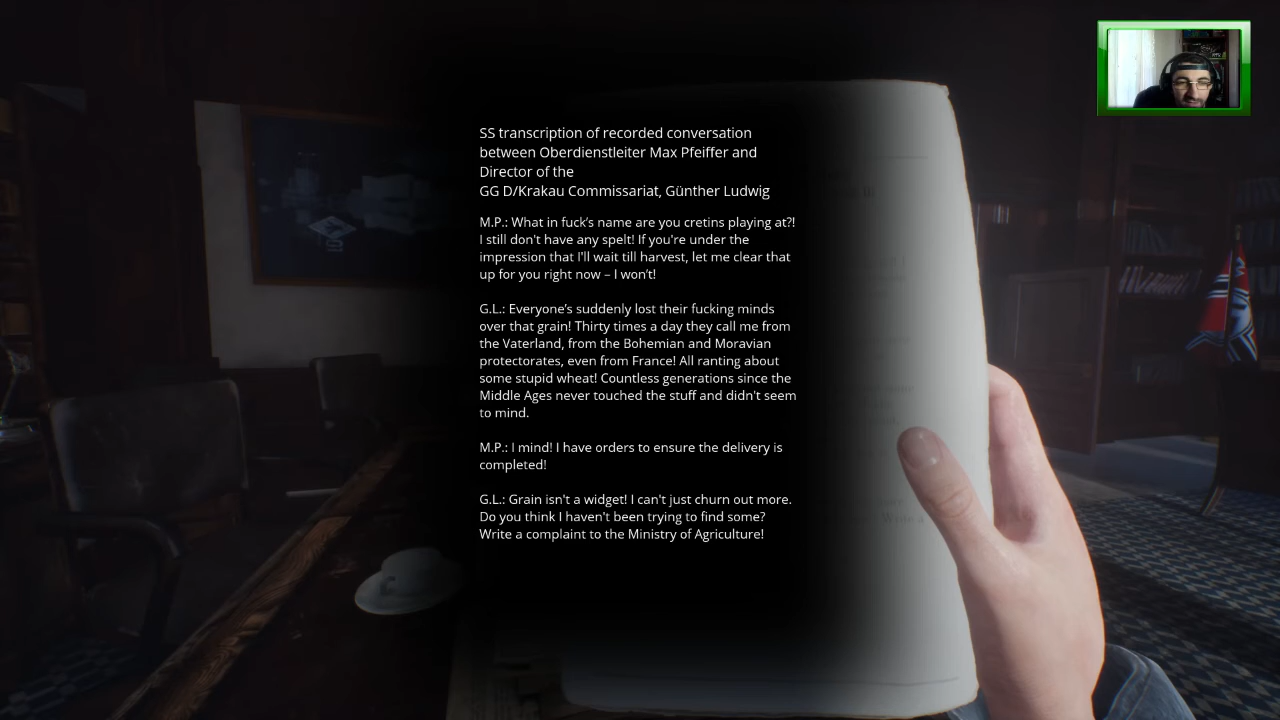 SS transcription of recorded conversation
between Oberdienstleiter Max Pfeiffer and
Director of the
GG D/Krakau Commissariat, Günther Ludwig
M.P.: What in fuck's name are you cretins playing at?!
I still don't have any spelt! If you're under the
impression that I'll wait till harvest, let me clear that
up for you right now – I won't!
G.L.: Everyone's suddenly lost their fucking minds
over that grain! Thirty times a day they call me from
the Vaterland, from the Bohemian and Moravian
protectorates, even from France! All ranting about
some stupid wheat! Countless generations since the
Middle Ages never touched the stuff and didn't seem
to mind.
M.P.: I mind! I have orders to ensure the delivery is
completed!
G.L.: Grain isn't a widget! I can't just churn out more.
Do you think I haven't been trying to find some?
Write a complaint to the Ministry of Agriculture!